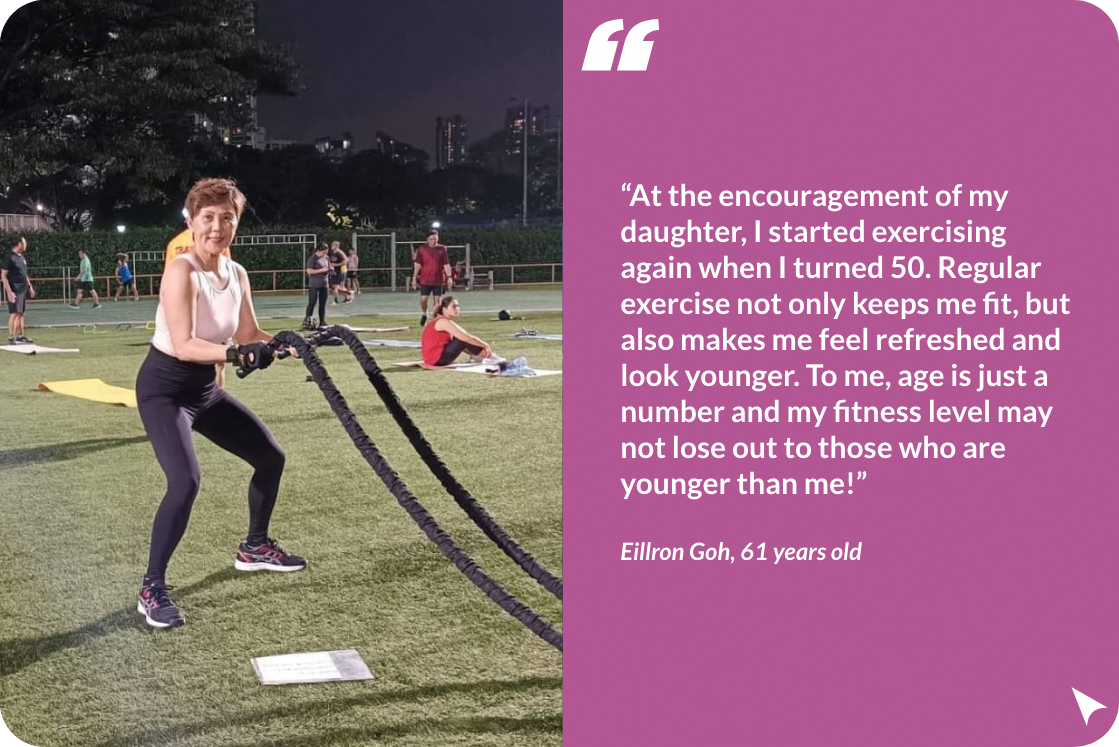 “At the encouragement of my
daughter, I started exercising
again when I turned 50. Regular
exercise not only keeps me fit, but
also makes me feel refreshed and
look younger. To me, age is just a
number and my fitness level may
not lose out to those who are
younger than me!”
Eillron Goh, 61 years old